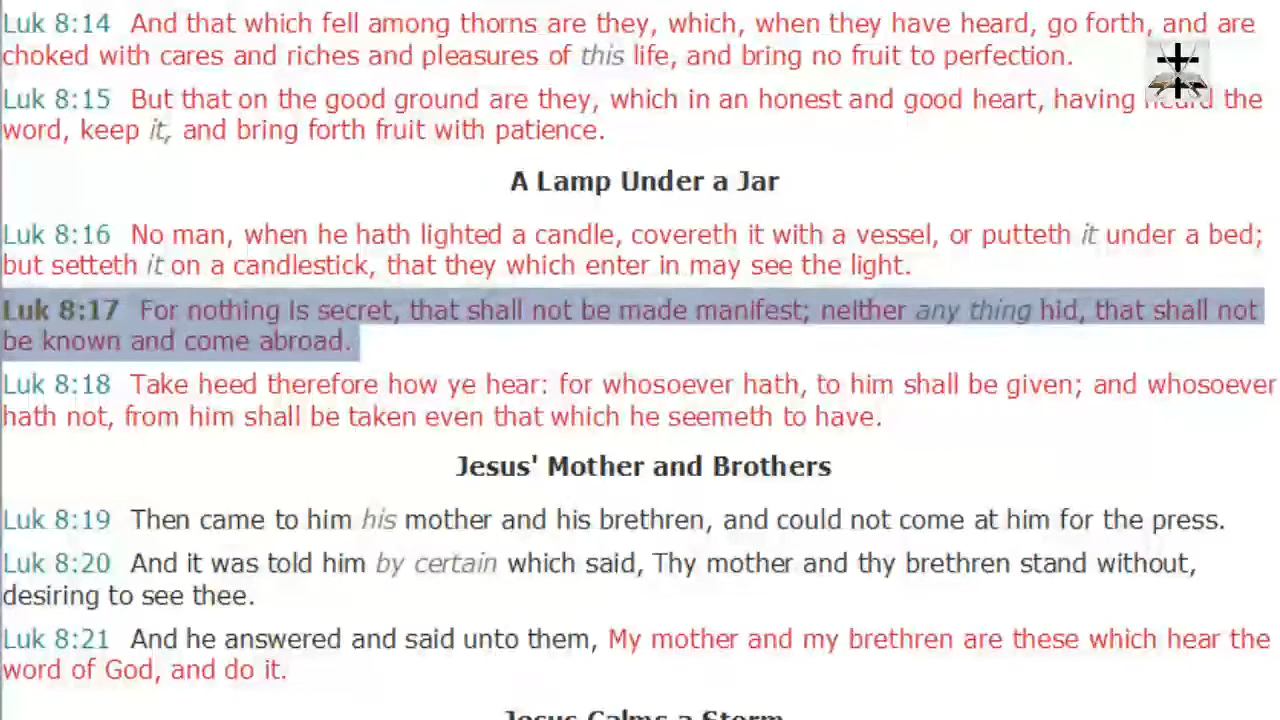 Luk 8:14 And that which fell among thorns are they, which, when they have heard, go forth, and are
choked with cares and riches and pleasures of this life, and bring no fruit to perfection.
Luk 8:15 But that on the good ground are they, which in an honest and good heart, having heard the
word, keep it, and bring forth fruit with patience.
A Lamp Under a Jar
Luk 8:16 No man, when he hath lighted a candle, covereth it with a vessel, or putteth it under a bed;
but setteth it on a candlestick, that they which enter in may see the light.
Luk 8:17 For nothing is secret, that shall not be made manifest; neither any thing hid, that shall not
be known and come abroad.
Luk 8:18 Take heed therefore how ye hear: for whosoever hath, to him shall be given; and whosoever
hath not, from him shall be taken even that which he seemeth to have.
Jesus' Mother and Brothers
Luk 8:19 Then came to him his mother and his brethren, and could not come at him for the press.
Luk 8:20 And it was told him by certain which said, Thy mother and thy brethren stand without,
desiring to see thee.
Luk 8:21 And he answered and said unto them, My mother and my brethren are these which hear the
word of God, and do it.
Jesus Calms a Storm